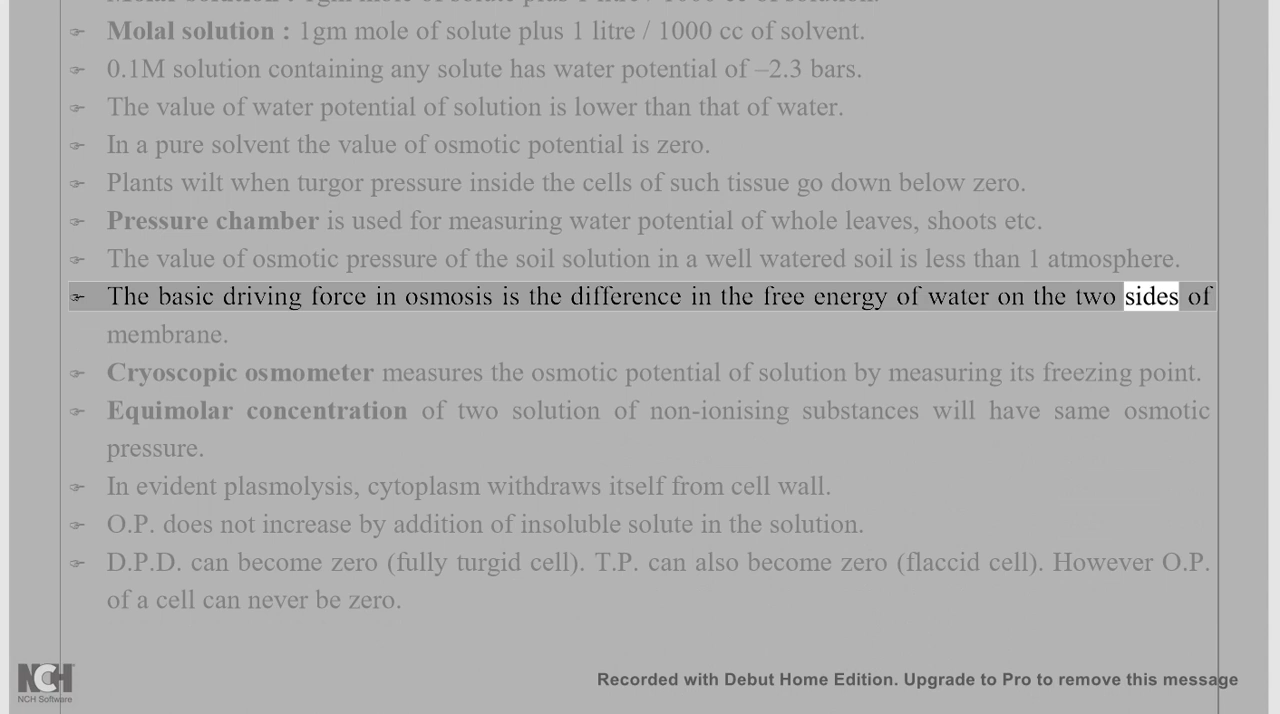 Molal solution : 1gm mole of solute plus 1 litre / 1000 cc of solvent.
0.1M solution containing any solute has water potential of –2.3 bars.
The value of water potential of solution is lower than that of water.
In a pure solvent the value of osmotic potential is zero.
Plants wilt when turgor pressure inside the cells of such tissue go down below zero.
Pressure chamber is used for measuring water potential of whole leaves, shoots etc.
The value of osmotic pressure of the soil solution in a well watered soil is less than 1 atmosphere.
The basic driving force in osmosis is the difference in the free energy of water on the two sides of
membrane.
Cryoscopic osmometer measures the osmotic potential of solution by measuring its freezing point.
Equimolar concentration of two solution of non-ionising substances will have same osmotic
pressure.
In evident plasmolysis, cytoplasm withdraws itself from cell wall.
O.P. does not increase by addition of insoluble solute in the solution.
D.P.D. can become zero (fully turgid cell). T.P. can also become zero (flaccid cell). However O.P.
of a cell can never be zero.
NCH
NCH Software
Recorded with Debut Home Edition. Upgrade to Pro to remove this message